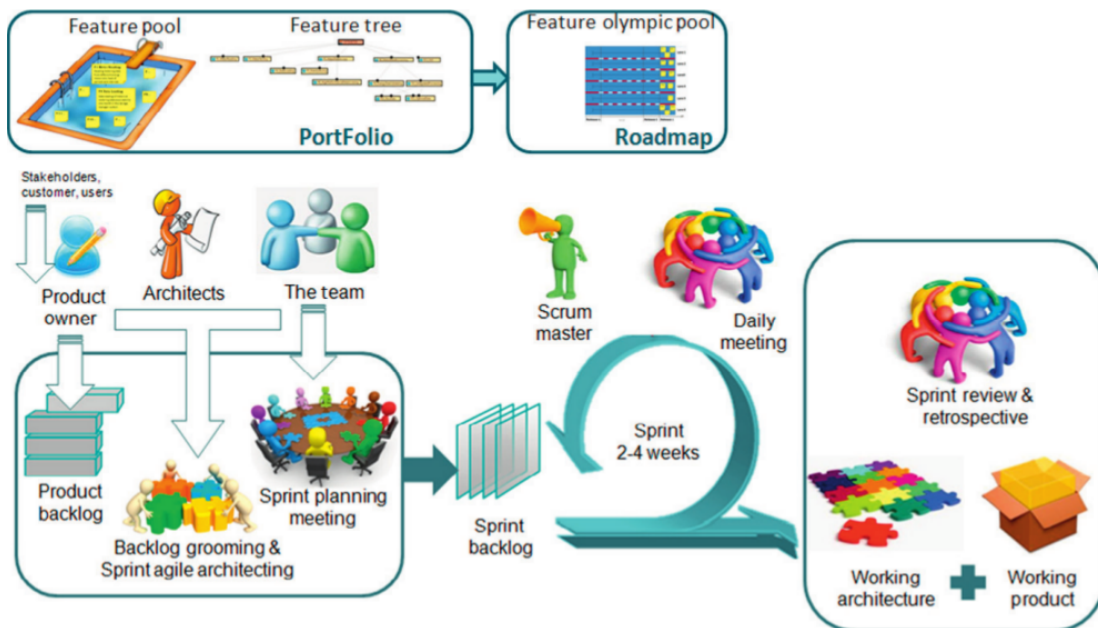 Feature pool
Feature tree
PortFolio
Feature olympic pool
Roadmap
Stakeholders,
customer, users
Product
owner
Architects
The team
Scrum
master
Daily
meeting
Product
backlog
Backlog grooming &
Sprint agile architecting
Sprint planning
meeting
Sprint
backlog
Sprint
2-4 weeks
Sprint review &
retrospective
Working
architecture
Working
product